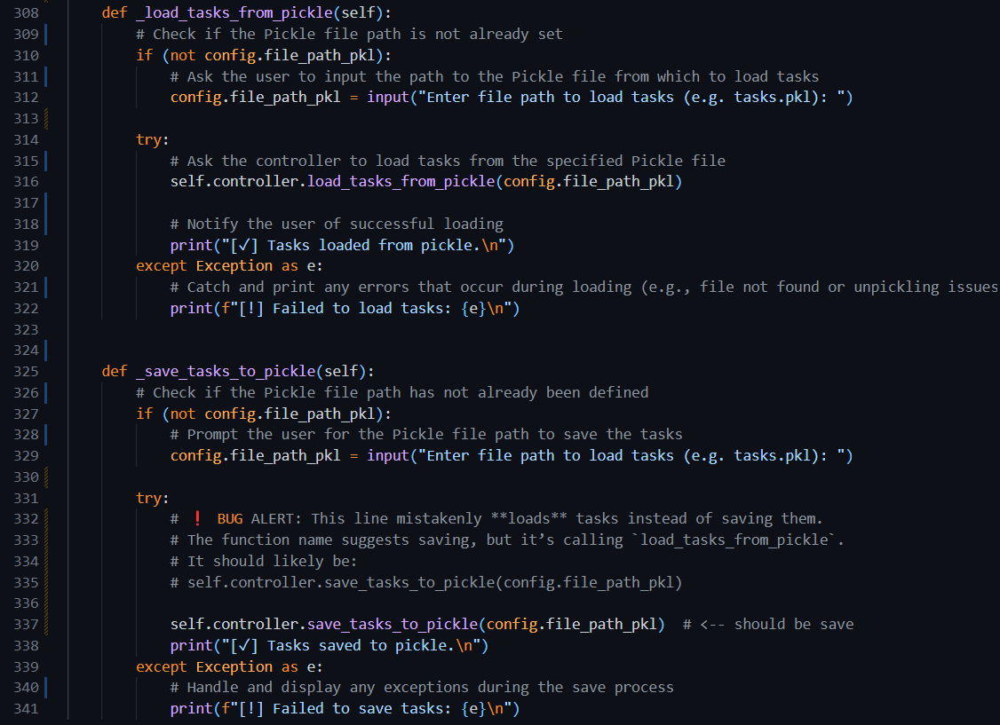 308 def _load_tasks_from_pickle(self):
309 # Check if the Pickle file path is not already set
310 if (not config.file_path_pkl):
311 # Ask the user to input the path to the Pickle file from which to load tasks
312 config.file_path_pkl = input("Enter file path to load tasks (e.g. tasks.pkl): ")
313
314 try:
315 # Ask the controller to load tasks from the specified Pickle file
316 self.controller.load_tasks_from_pickle(config.file_path_pkl)
317
318 # Notify the user of successful loading
319 print("[✓] Tasks loaded from pickle.\n")
320 except Exception as e:
321 # Catch and print any errors that occur during loading (e.g., file not found or unpickling issues
322 print(f"[!] Failed to load tasks: {e}\n")
323
324
325 def _save_tasks_to_pickle(self):
326 # Check if the Pickle file path has not already been defined
327 if (not config.file_path_pkl):
328 # Prompt the user for the Pickle file path to save the tasks
329 config.file_path_pkl = input("Enter file path to load tasks (e.g. tasks.pkl): ")
330
331 try:
332 # ❗ BUG ALERT: This line mistakenly **loads** tasks instead of saving them.
333 # The function name suggests saving, but it’s calling `load_tasks_from_pickle`.
334 # It should likely be:
335 # self.controller.save_tasks_to_pickle(config.file_path_pkl)
336
337 self.controller.save_tasks_to_pickle(config.file_path_pkl)  # <-- should be save
338 print("[✓] Tasks saved to pickle.\n")
339 except Exception as e:
340 # Handle and display any exceptions during the save process
341 print(f"[!] Failed to save tasks: {e}\n")